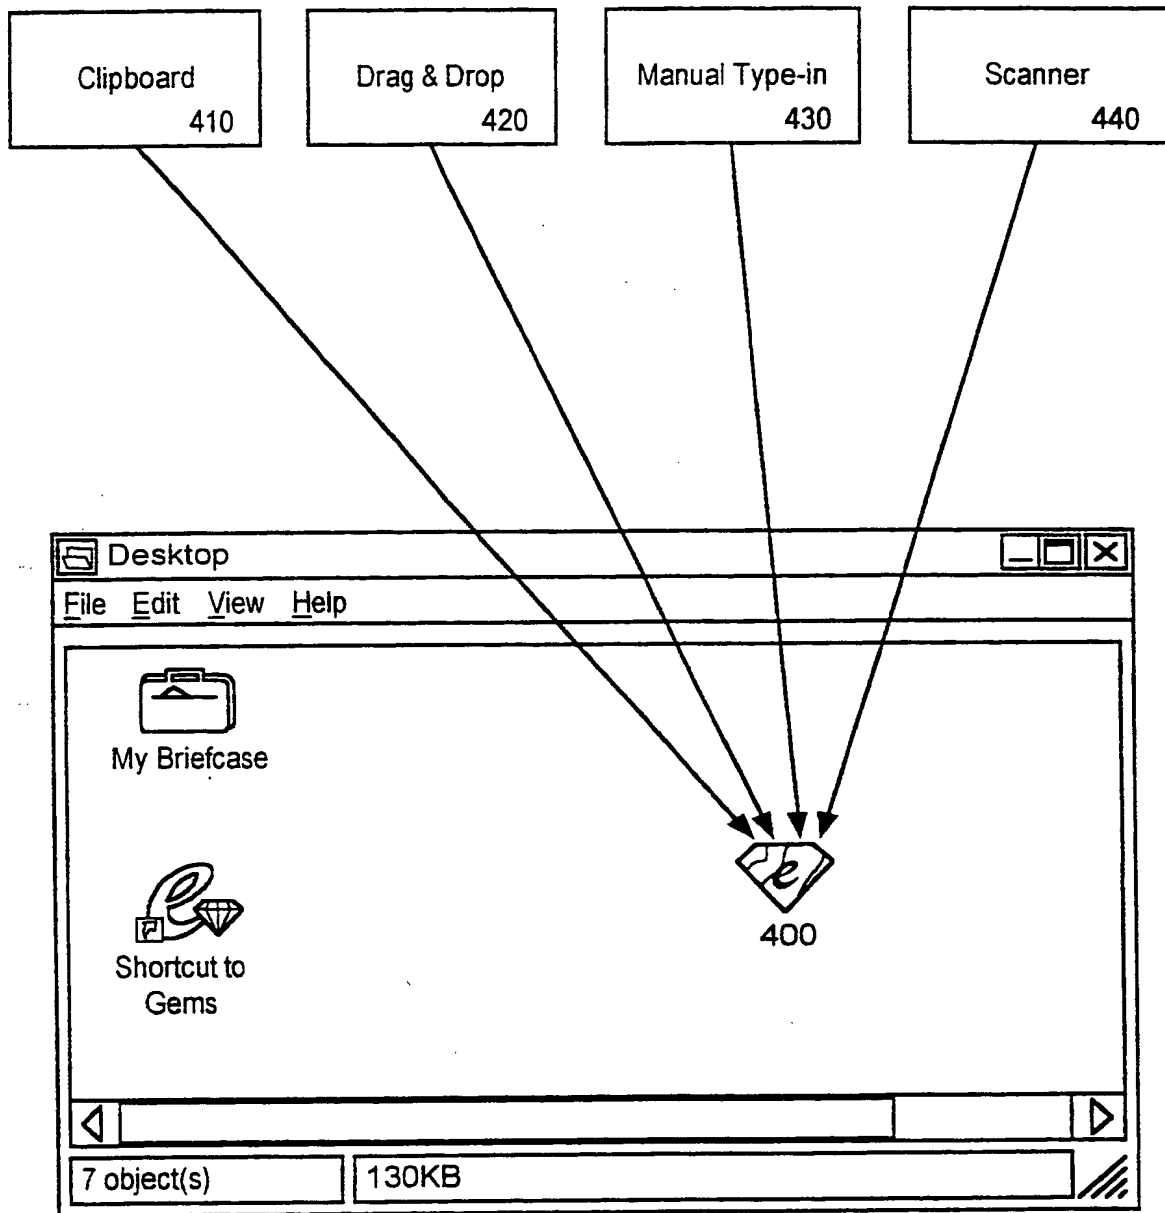 Clipboard
410
Drag & Drop
420
Manual Type-in
430
Scanner
440
Desktop
File Edit View Help
My Briefcase
e
400
e
Shortcut to
Gems
7 object(s)
130KB